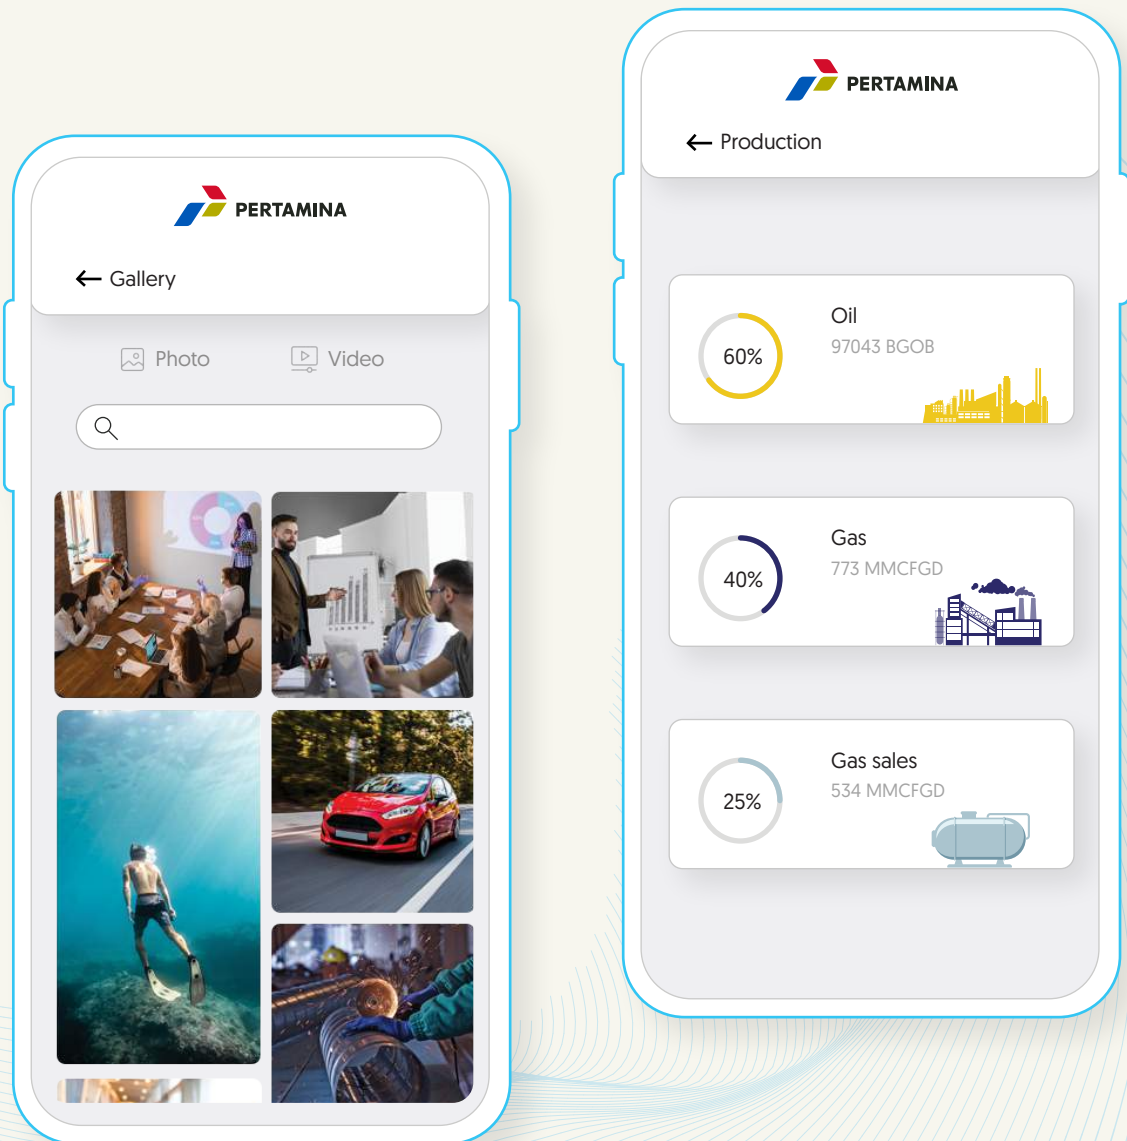 PERTAMINA
Gallery
Photo
Video
PERTAMINA
Production
60%
Oil
97043 BGOB
40%
Gas
773 MMCFGD
25%
Gas sales
534 MMCFGD